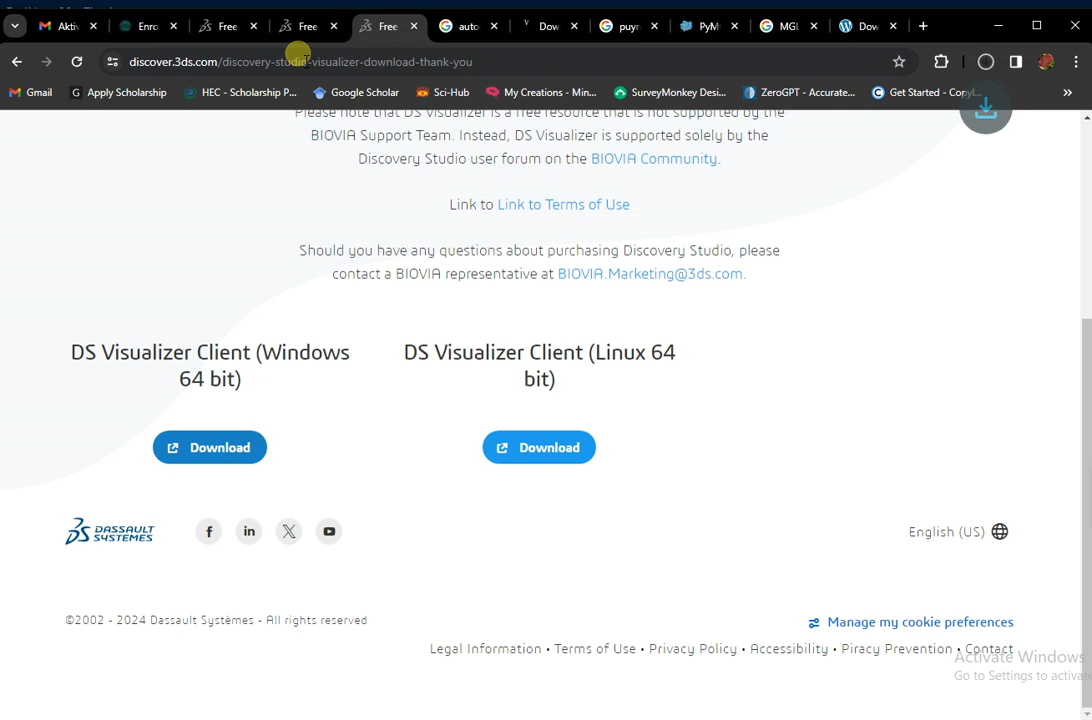 Aktiv
Enro
Free
Free
Free
auto
Dow
puyn
PyM
MGL
Dow
discover.3ds.com/discovery-studio-visualizer-download-thank-you
Gmail
Apply Scholarship
HEC - Scholarship P...
Google Scholar
Sci-Hub
My Creations - Min...
SurveyMonkey Desi...
ZeroGPT - Accurate...
Get Started - Copyl...
Please note that DS Visualizer is a free resource that is not supported by the
BIOVIA Support Team. Instead, DS Visualizer is supported solely by the
Discovery Studio user forum on the BIOVIA Community.
Link to Link to Terms of Use
Should you have any questions about purchasing Discovery Studio, please
contact a BIOVIA representative at BIOVIA.Marketing@3ds.com.
DS Visualizer Client (Windows
64 bit)
DS Visualizer Client (Linux 64
bit)
Download
Download
DASSAULT
SYSTEMES
English (US)
©2002 - 2024 Dassault Systèmes - All rights reserved
Manage my cookie preferences
Legal Information • Terms of Use • Privacy Policy • Accessibility • Piracy Prevention • Contact
Activate Windows
Go to Settings to activate